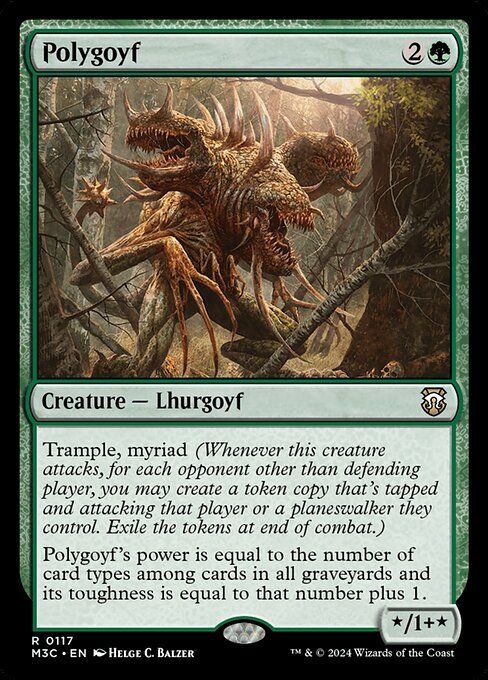 Polygoyf 2
Creature — Lhurgoyf
Trample, myriad (Whenever this creature
attacks, for each opponent other than defending
player, you may create a token copy that's tapped
and attacking that player or a planeswalker they
control. Exile the tokens at end of combat.)
Polygoyf's power is equal to the number of
card types among cards in all graveyards and
its toughness is equal to that number plus 1.
★/1+★
R 0117
M3C • EN HELGE C. BALZER ™ & © 2024 Wizards of the Coast